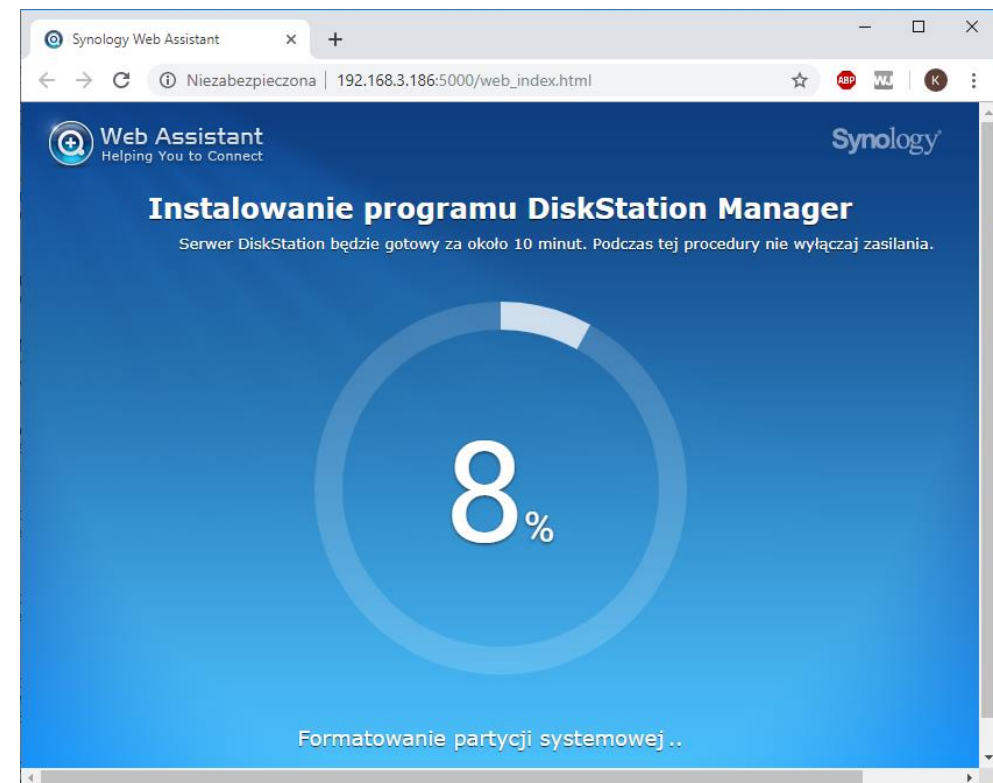 Synology Web Assistant
Niezabezpieczona | 192.168.3.186:5000/web_index.html
ABP
WJ
K
Web Assistant
Helping You to Connect
Synology
Instalowanie programu DiskStation Manager
Serwer DiskStation będzie gotowy za około 10 minut. Podczas tej procedury nie wyłączaj zasilania.
8%
Formatowanie partycji systemowej ..